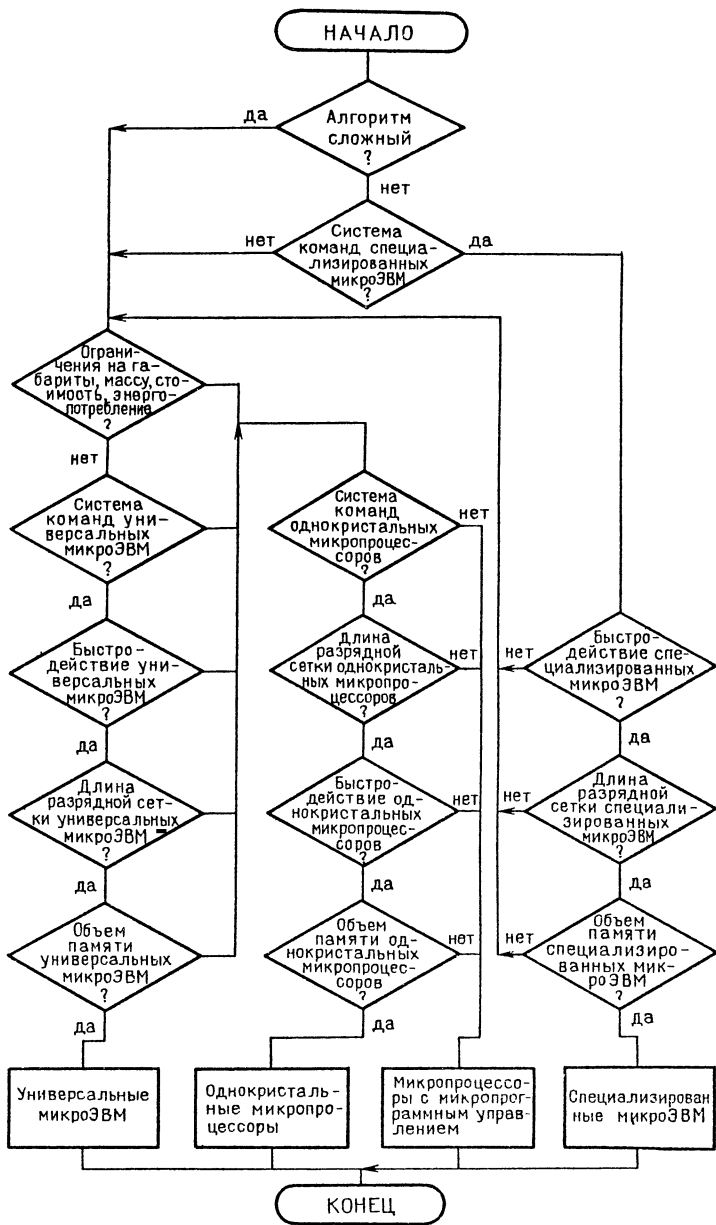 НАЧАЛО
да
Алгоритм
сложный
?
нет
нет
Система
команд специа-
лизированных
микроЭВМ
?
да
Ограни-
чения на га-
бариты, массу, сто-
имость, энерго-
потребление
?
нет
Система
команд уни-
версальных
микроЭВМ
?
да
Быстро-
действие уни-
версальных
микроЭВМ
?
да
Длина
разрядной сет-
ки универсальных
микроЭВМ
?
да
Объем
памяти
универсальных
микроЭВМ
?
да
Система
команд
однокристальных
микропроцес-
соров
?
нет
да
Длина
разрядной
сетки однокристаль-
ных микропро-
цессоров
?
нет
да
Быстро-
действие од-
нокристальных
микропроцес-
соров
?
нет
да
Объем
памяти од-
нокристальных
микропроцес-
соров
?
нет
да
нет
Быстро-
действие спе-
циализированных
микроЭВМ
?
да
нет
Длина
разрядной
сетки специали-
зированных
микроЭВМ
?
да
нет
Объем
памяти
специализиро-
ванных мик-
роЭВМ
?
да
Универсальные
микроЭВМ
Однокристаль-
ные микропро-
цессоры
Микропроцессо-
ры с микропрог-
раммным управ-
лением
Специализирован
ные микроЭВМ
КОНЕЦ